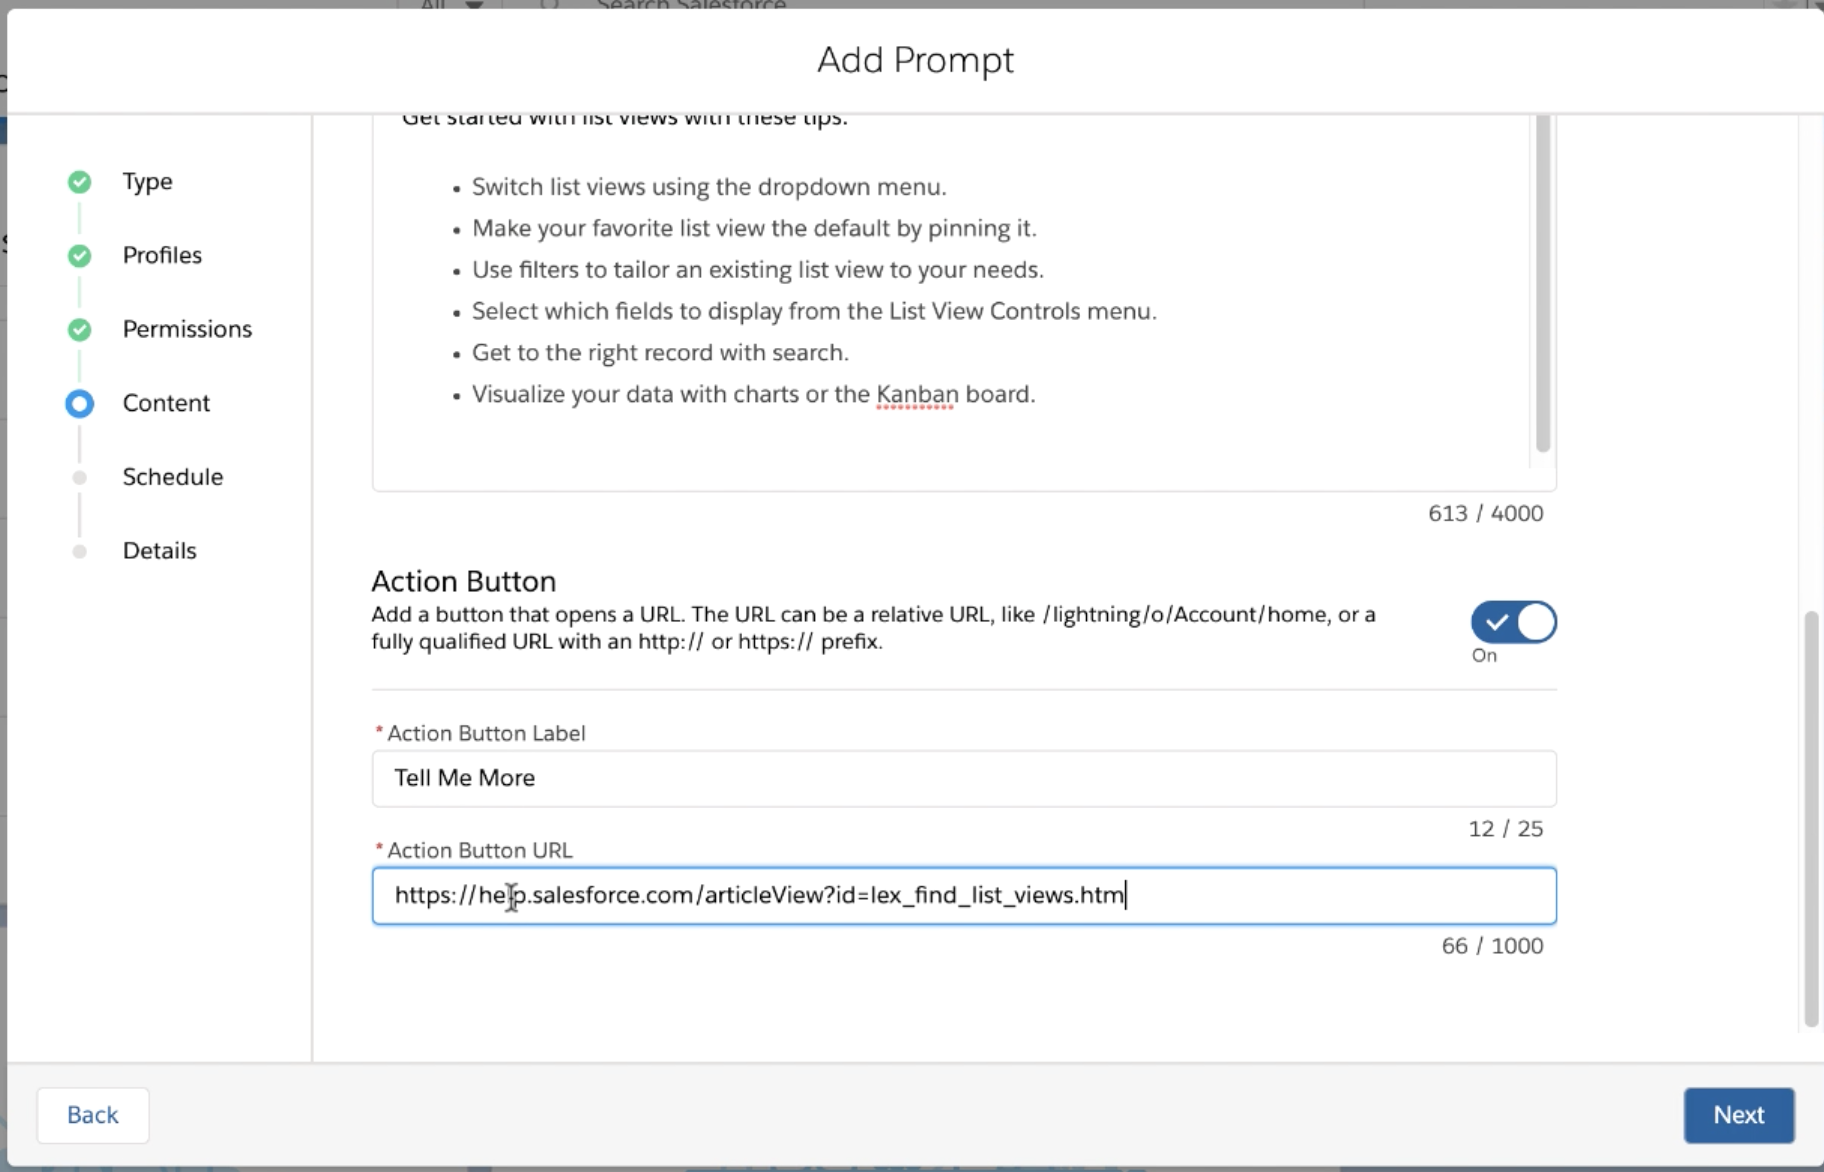 All
Search Salesforce
Add Prompt
Type
Profiles
Permissions
Content
Schedule
Details
Get started with list views with these tips.
• Switch list views using the dropdown menu.
• Make your favorite list view the default by pinning it.
• Use filters to tailor an existing list view to your needs.
• Select which fields to display from the List View Controls menu.
• Get to the right record with search.
• Visualize your data with charts or the Kanban board.
613 / 4000
Action Button
Add a button that opens a URL. The URL can be a relative URL, like /lightning/o/Account/home, or a
fully qualified URL with an http:// or https:// prefix.
On
* Action Button Label
Tell Me More
12 / 25
* Action Button URL
https://help.salesforce.com/articleView?id=lex_find_list_views.htm
66 / 1000
Back
Next